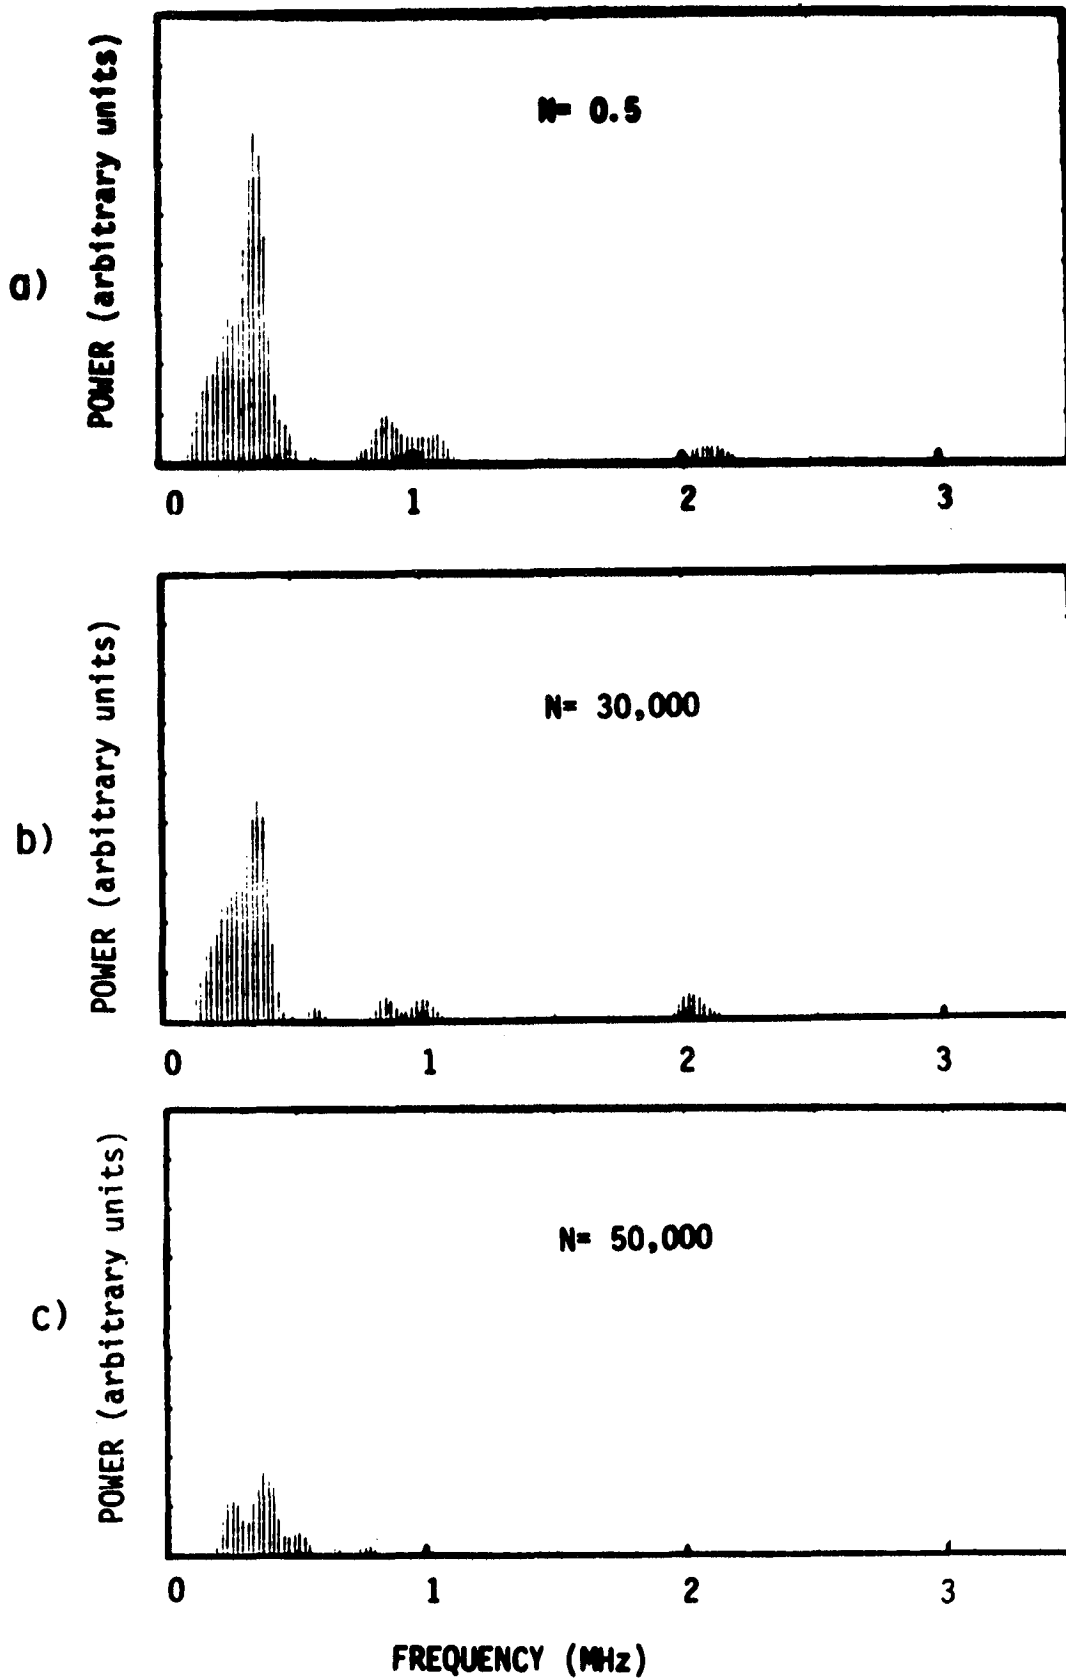 a)
POWER (arbitrary units)
N= 0.5
0 1 2 3
b)
POWER (arbitrary units)
N= 30,000
0 1 2 3
c)
POWER (arbitrary units)
N= 50,000
0 1 2 3
FREQUENCY (MHz)